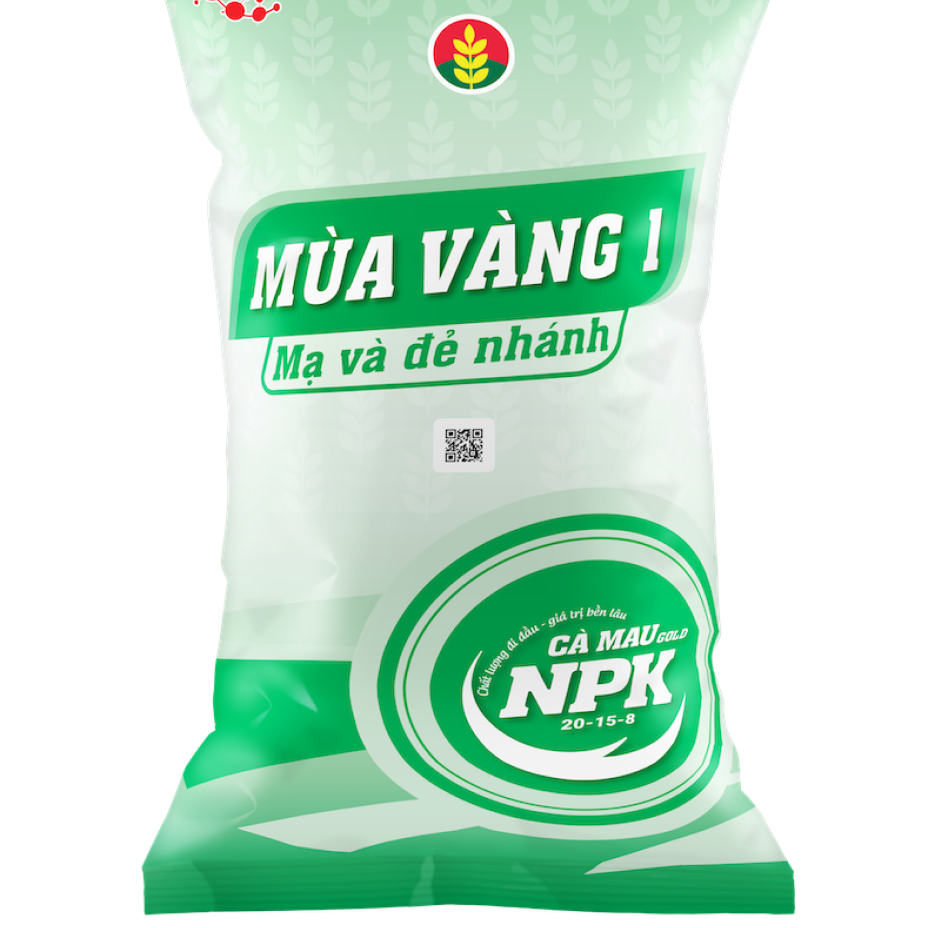 MÙA VÀNG 1
Mạ và đẻ nhánh
Chất lượng đi đầu - giá trị bền lâu
CÀ MAU GOLD
NPK
20-15-8